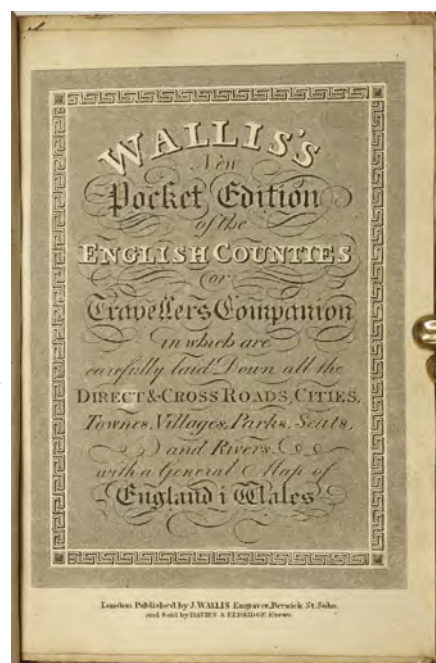 WALLIS'S
New
Pocket Edition
of the
ENGLISH COUNTIES
or
Travellers Companion
in which are
carefully laid Down all the
DIRECT & CROSS ROADS, CITIES,
Townes, Villages, Parks, Seats,
and Rivers.
with a General Map of
England & Wales
London Published by J. WALLIS Engraver, Berwick St. Soho.
and Sold by DAVIES & ELDRIDGE Exeter.